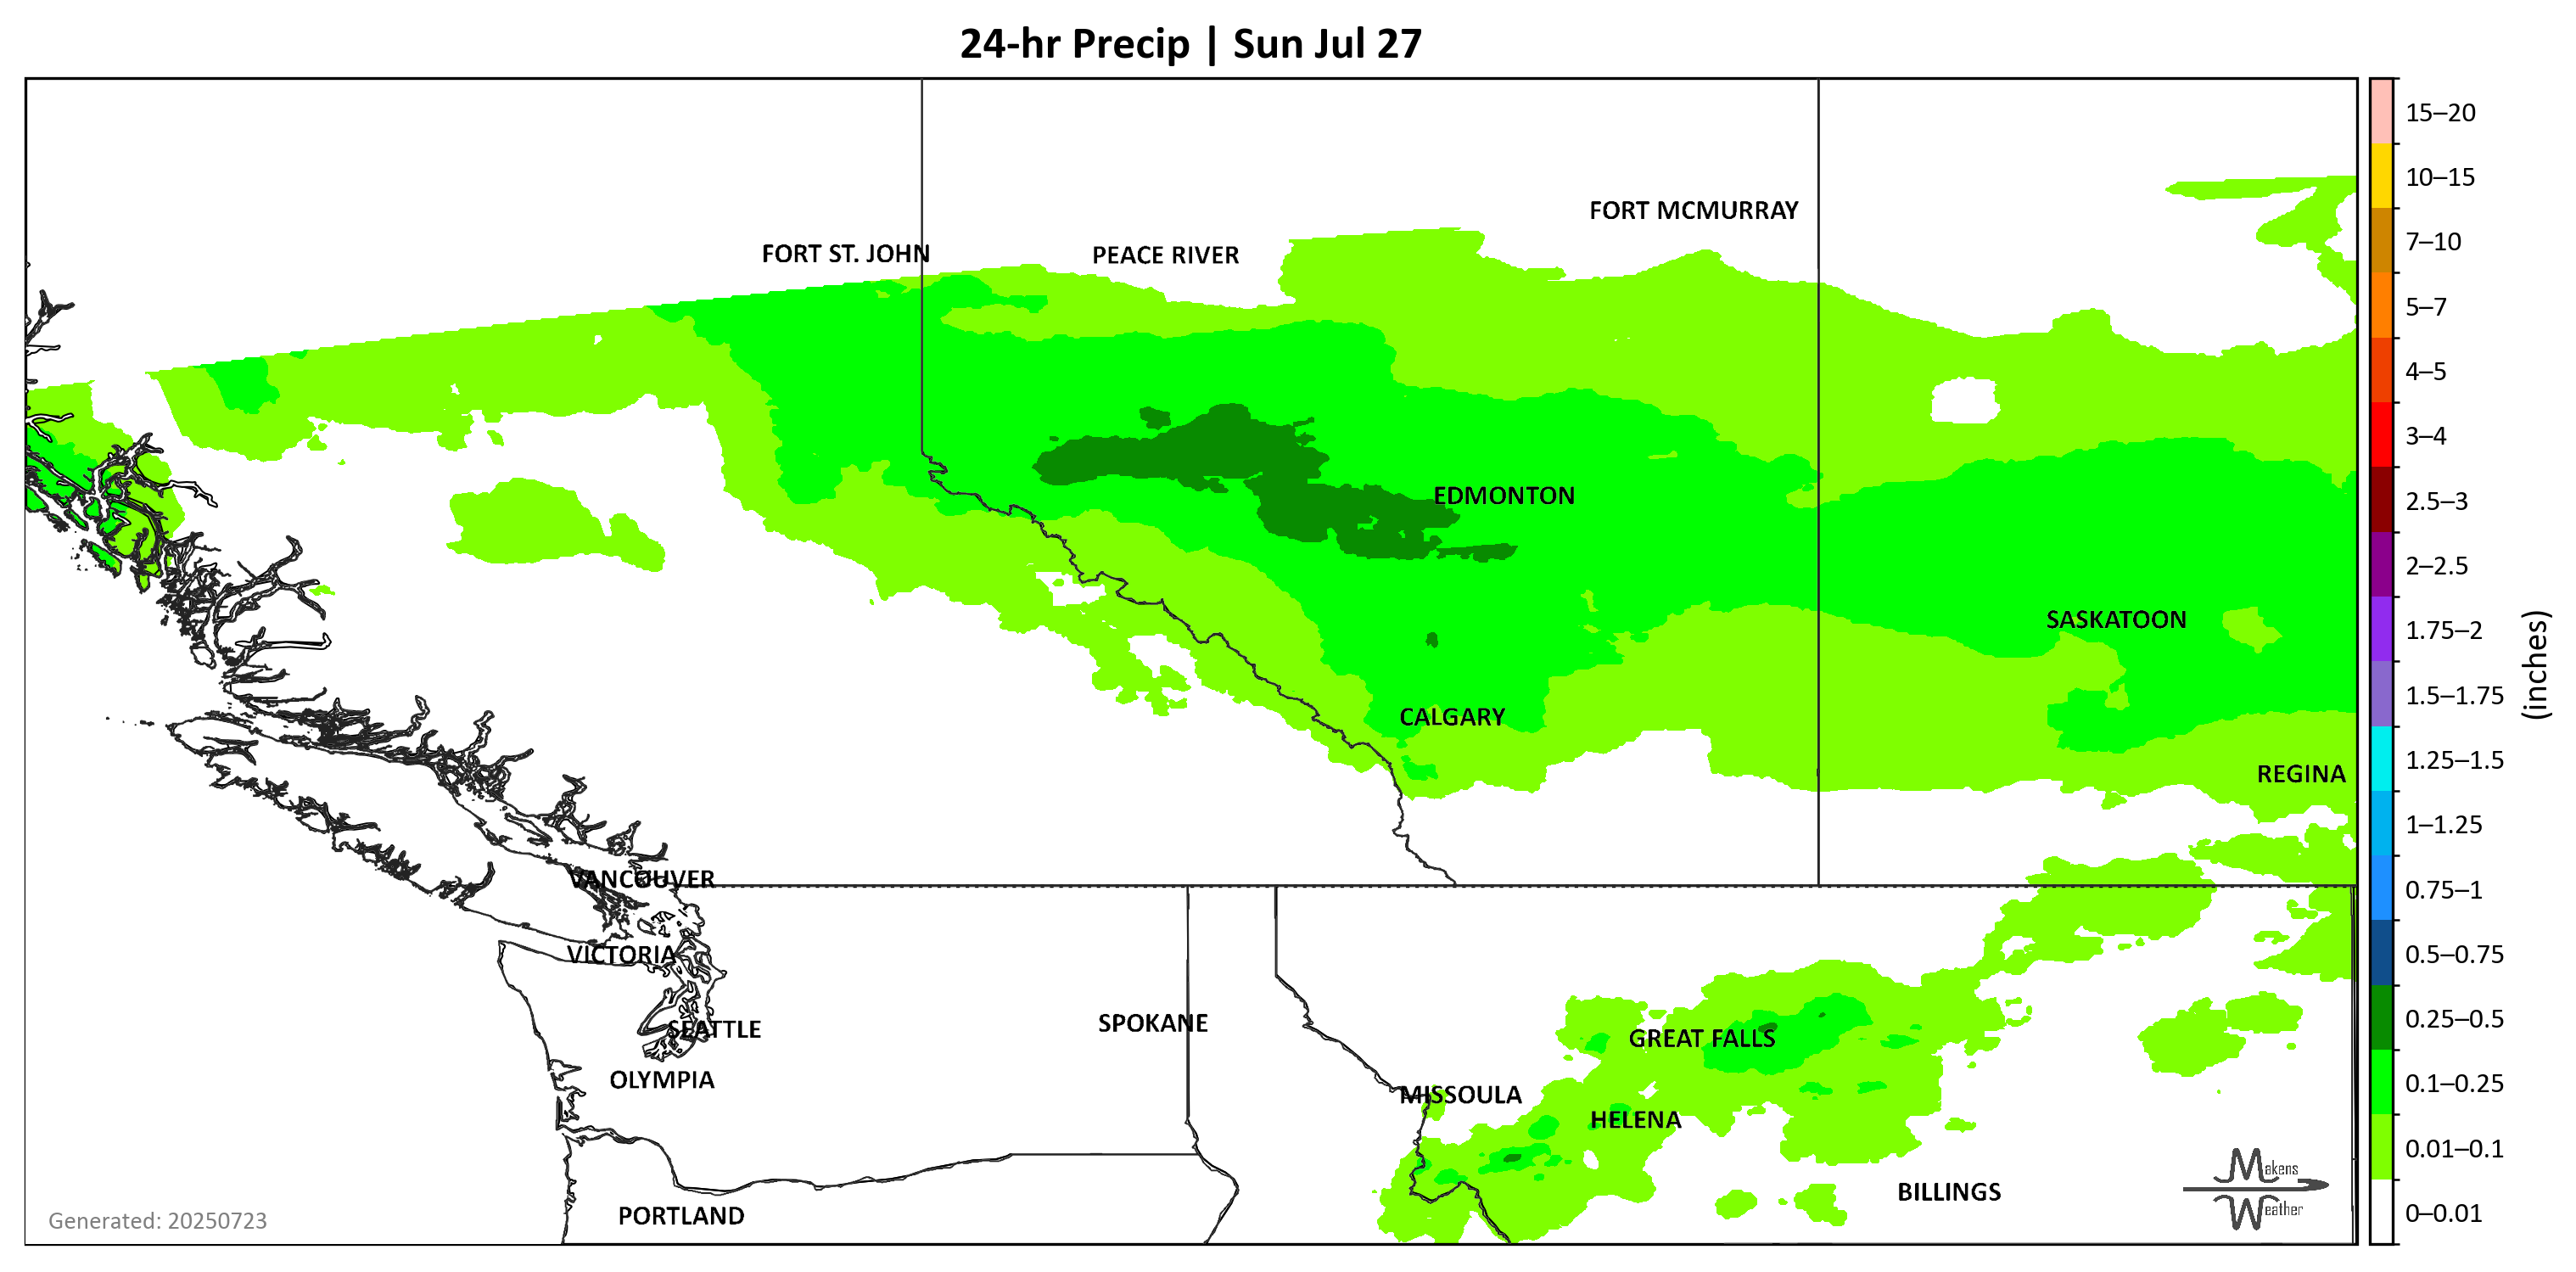 24-hr Precip | Sun Jul 27
FORT MCMURRAY
FORT ST. JOHN
PEACE RIVER
EDMONTON
SASKATOON
CALGARY
REGINA
VANCOUVER
VICTORIA
SPOKANE
SEATTLE
GREAT FALLS
OLYMPIA
MISSOULA
HELENA
BILLINGS
PORTLAND
Generated: 20250723
Makens
Weather
15–20
10–15
7–10
5–7
4–5
3–4
2.5–3
2–2.5
1.75–2
1.5–1.75
1.25–1.5
1–1.25
0.75–1
0.5–0.75
0.25–0.5
0.1–0.25
0.01–0.1
0–0.01
(inches)